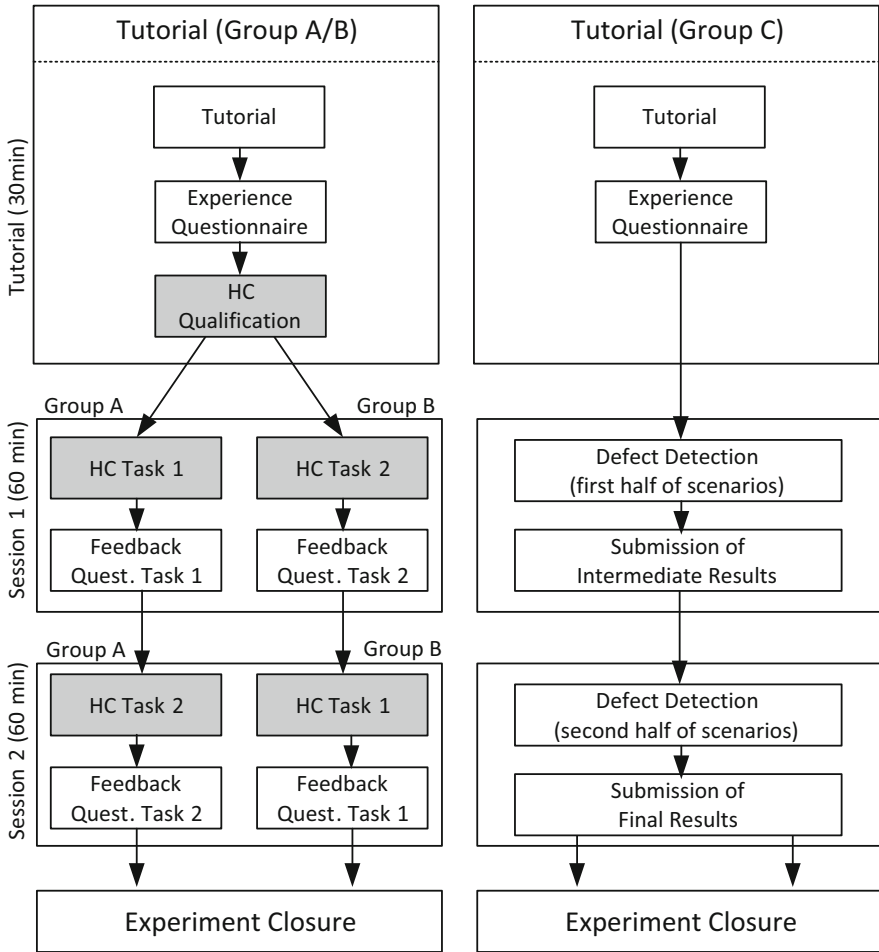 Tutorial (Group A/B)
Tutorial (30min)
Tutorial
Experience
Questionnaire
HC
Qualification
Group A
Group B
Session 1 (60 min)
HC Task 1
HC Task 2
Feedback
Quest. Task 1
Feedback
Quest. Task 2
Group A
Group B
Session 2 (60 min)
HC Task 2
HC Task 1
Feedback
Quest. Task 2
Feedback
Quest. Task 1
Experiment Closure
Tutorial (Group C)
Tutorial
Experience
Questionnaire
Defect Detection
(first half of scenarios)
Submission of
Intermediate Results
Defect Detection
(second half of scenarios)
Submission of
Final Results
Experiment Closure